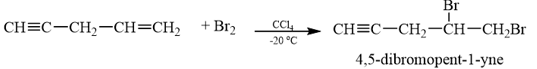 CH≡C—CH₂—CH=CH₂ + Br₂ CCl₄ -20 °C CH≡C—CH₂—CH—CH₂Br Br
4,5-dibromopent-1-yne